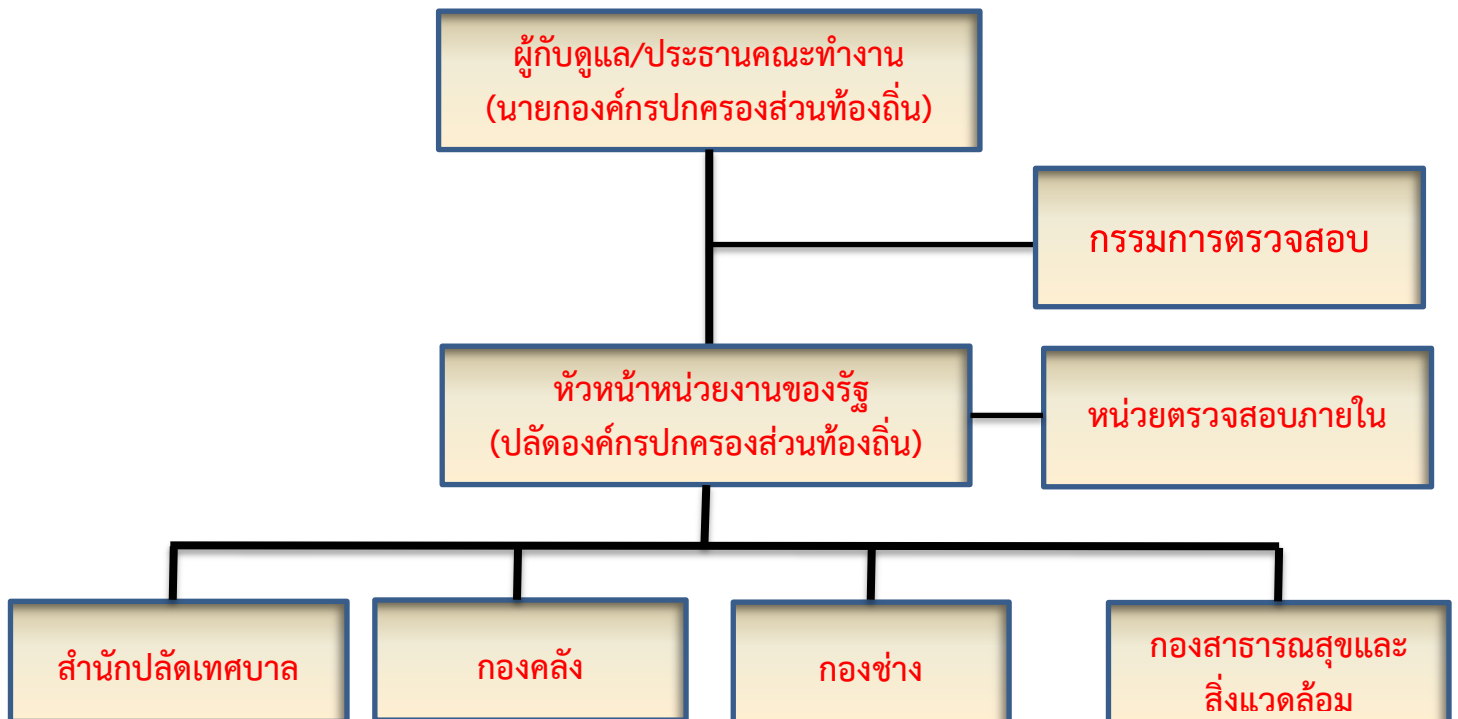 ผู้กับดูแล/ประธานคณะทำงาน
(นายกองค์กรปกครองส่วนท้องถิ่น)
กรรมการตรวจสอบ
หัวหน้าหน่วยงานของรัฐ
(ปลัดองค์กรปกครองส่วนท้องถิ่น)
หน่วยตรวจสอบภายใน
สำนักปลัดเทศบาล
กองคลัง
กองช่าง
กองสาธารณสุขและ
สิ่งแวดล้อม